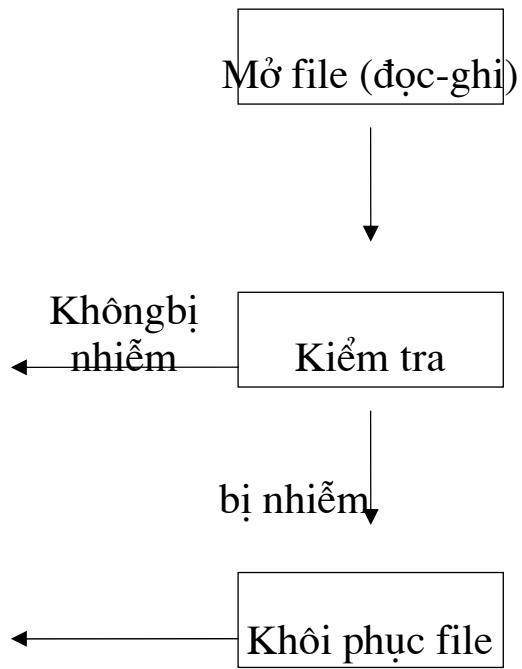 Mở file (đọc-ghi)
Khôngbị
nhiễm
Kiểm tra
bị nhiễm
Khôi phục file